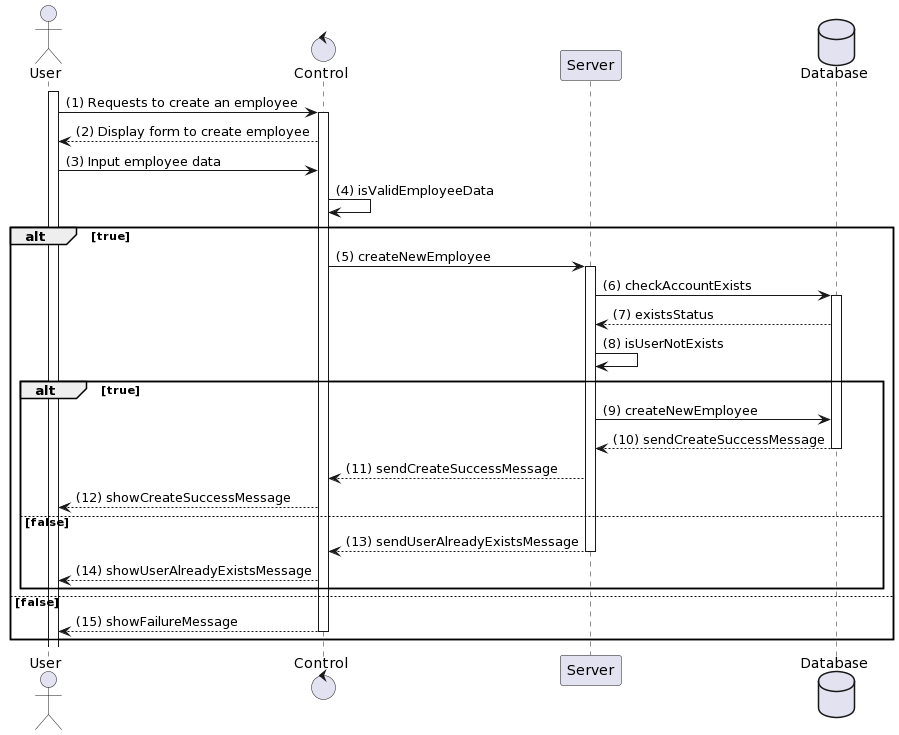 User
Control
Server
Database
(1) Requests to create an employee
(2) Display form to create employee
(3) Input employee data
(4) isValidEmployeeData
alt [true]
(5) createNewEmployee
(6) checkAccountExists
(7) existsStatus
(8) isUserNotExists
alt [true]
(9) createNewEmployee
(10) sendCreateSuccessMessage
(11) sendCreateSuccessMessage
(12) showCreateSuccessMessage
[false]
(13) sendUserAlreadyExistsMessage
(14) showUserAlreadyExistsMessage
[false]
(15) showFailureMessage
User
Control
Server
Database